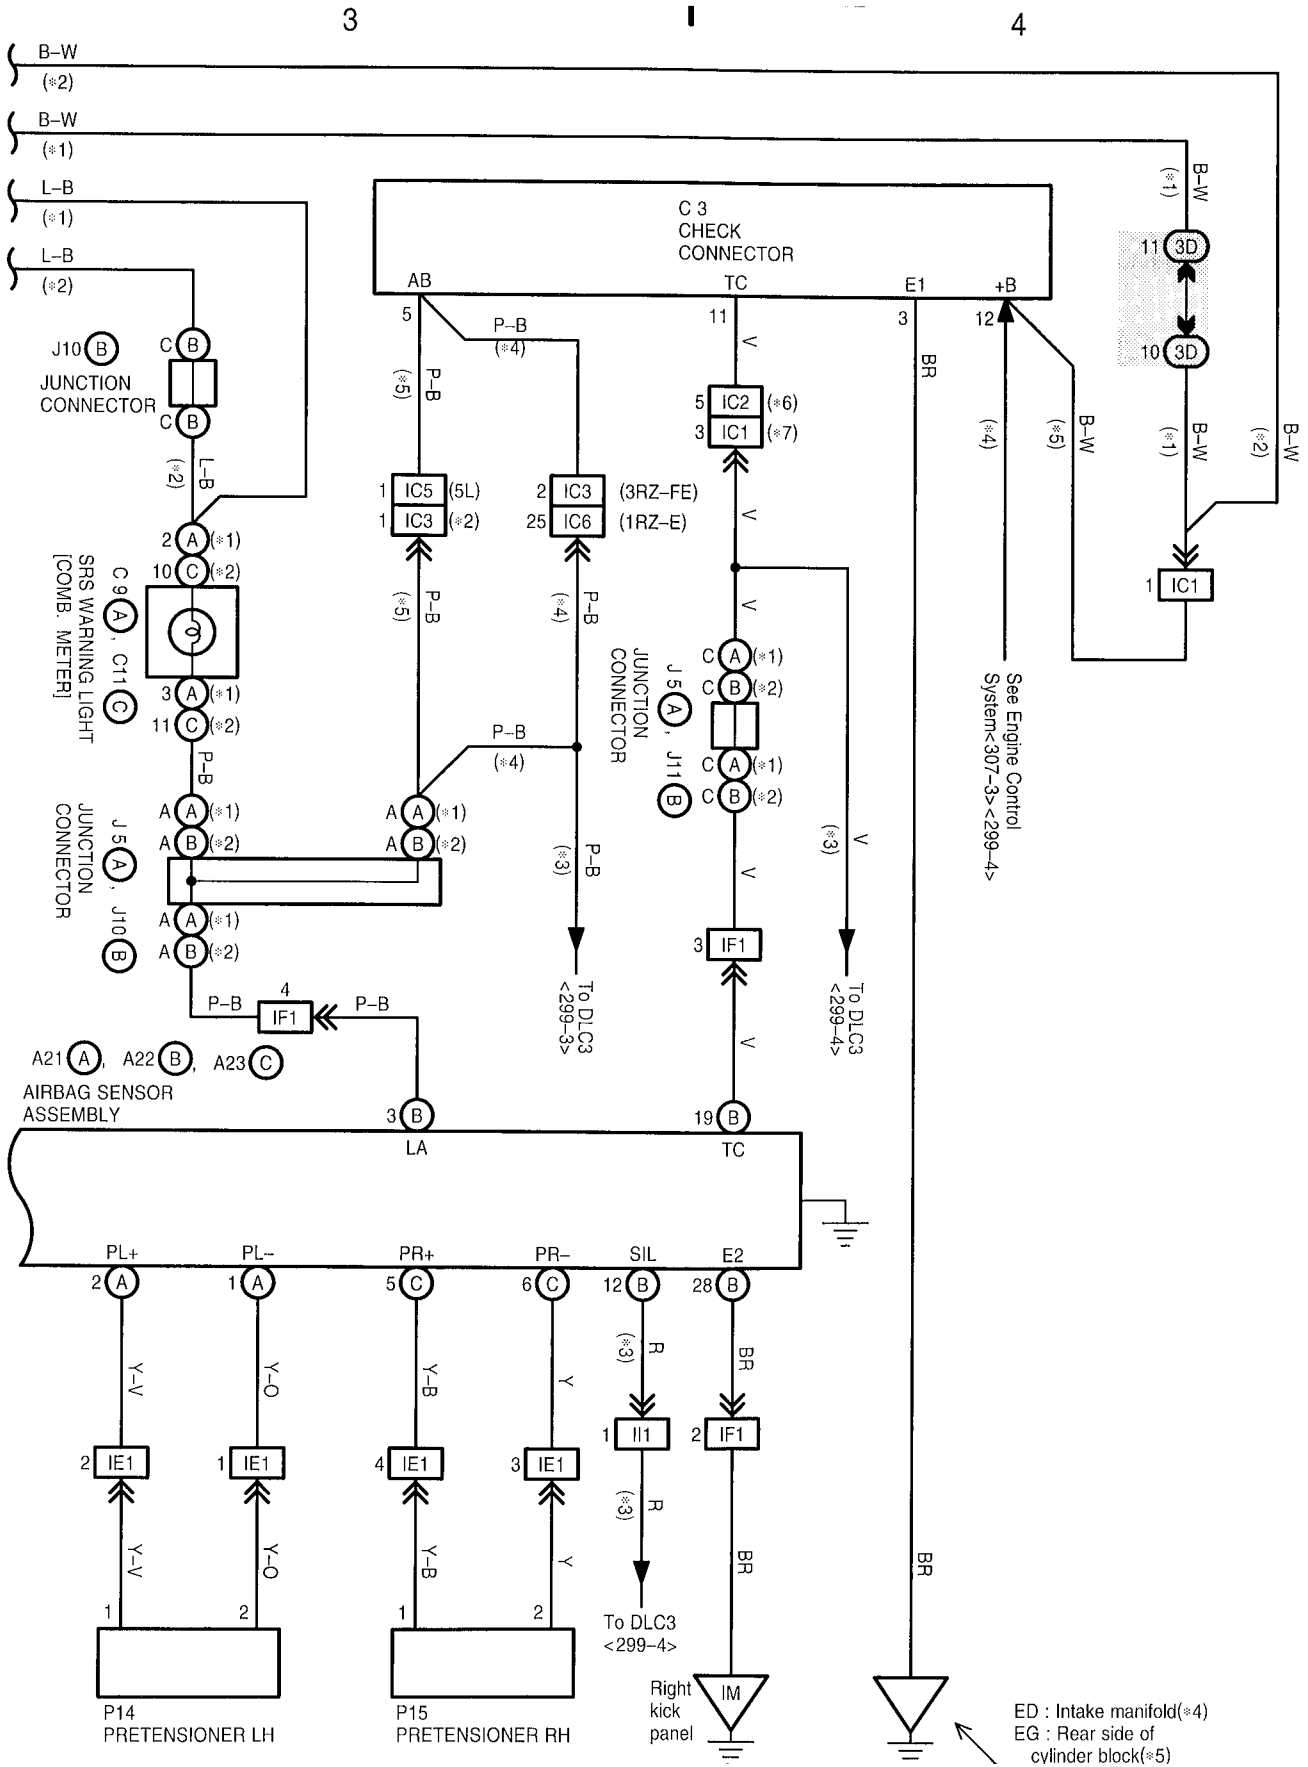 3
4
B–W
(*2)
B–W
(*1)
L–B
(*1)
L–B
(*2)
C 3
CHECK
CONNECTOR
AB
TC
E1
+B
5
11
3
12
P–B
(*4)
P–B
(*5)
V
BR
(*4)
(*5)
B–W
B–W
(*1)
11 3D
10 3D
B–W
(*1)
B–W
(*2)
1 IC1
J10 B
JUNCTION
CONNECTOR
C B
C B
L–B
(*2)
2 A (*1)
10 C (*2)
C 9 A , C11 C
SRS WARNING LIGHT
[COMB. METER]
3 A (*1)
11 C (*2)
P–B
1 IC5 (5L)
1 IC3 (*2)
2 IC3 (3RZ–FE)
25 IC6 (1RZ–E)
P–B
(*5)
P–B
(*4)
P–B
(*4)
5 IC2 (*6)
3 IC1 (*7)
V
V
C A (*1)
C B (*2)
J 5 A , J11 B
JUNCTION
CONNECTOR
C A (*1)
C B (*2)
V
V
(*3)
See Engine Control
System<307–3><299–4>
A A (*1)
A B (*2)
A A (*1)
A B (*2)
J 5 A , J10 B
JUNCTION
CONNECTOR
A A (*1)
A B (*2)
P–B
(*3)
To DLC3
<299–3>
3 IF1
To DLC3
<299–4>
P–B
4
IF1
P–B
V
A21 A , A22 B , A23 C
AIRBAG SENSOR
ASSEMBLY
3 B
LA
19 B
TC
PL+
PL–
PR+
PR–
SIL
E2
2 A
1 A
5 C
6 C
12 B
28 B
Y–V
Y–O
Y–B
Y
R
(*3)
BR
2 IE1
1 IE1
4 IE1
3 IE1
1 II1
2 IF1
Y–V
Y–O
Y–B
Y
R
(*3)
BR
BR
1
2
1
2
To DLC3
<299–4>
P14
PRETENSIONER LH
P15
PRETENSIONER RH
Right
kick
panel
IM
ED : Intake manifold(*4)
EG : Rear side of
cylinder block(*5)